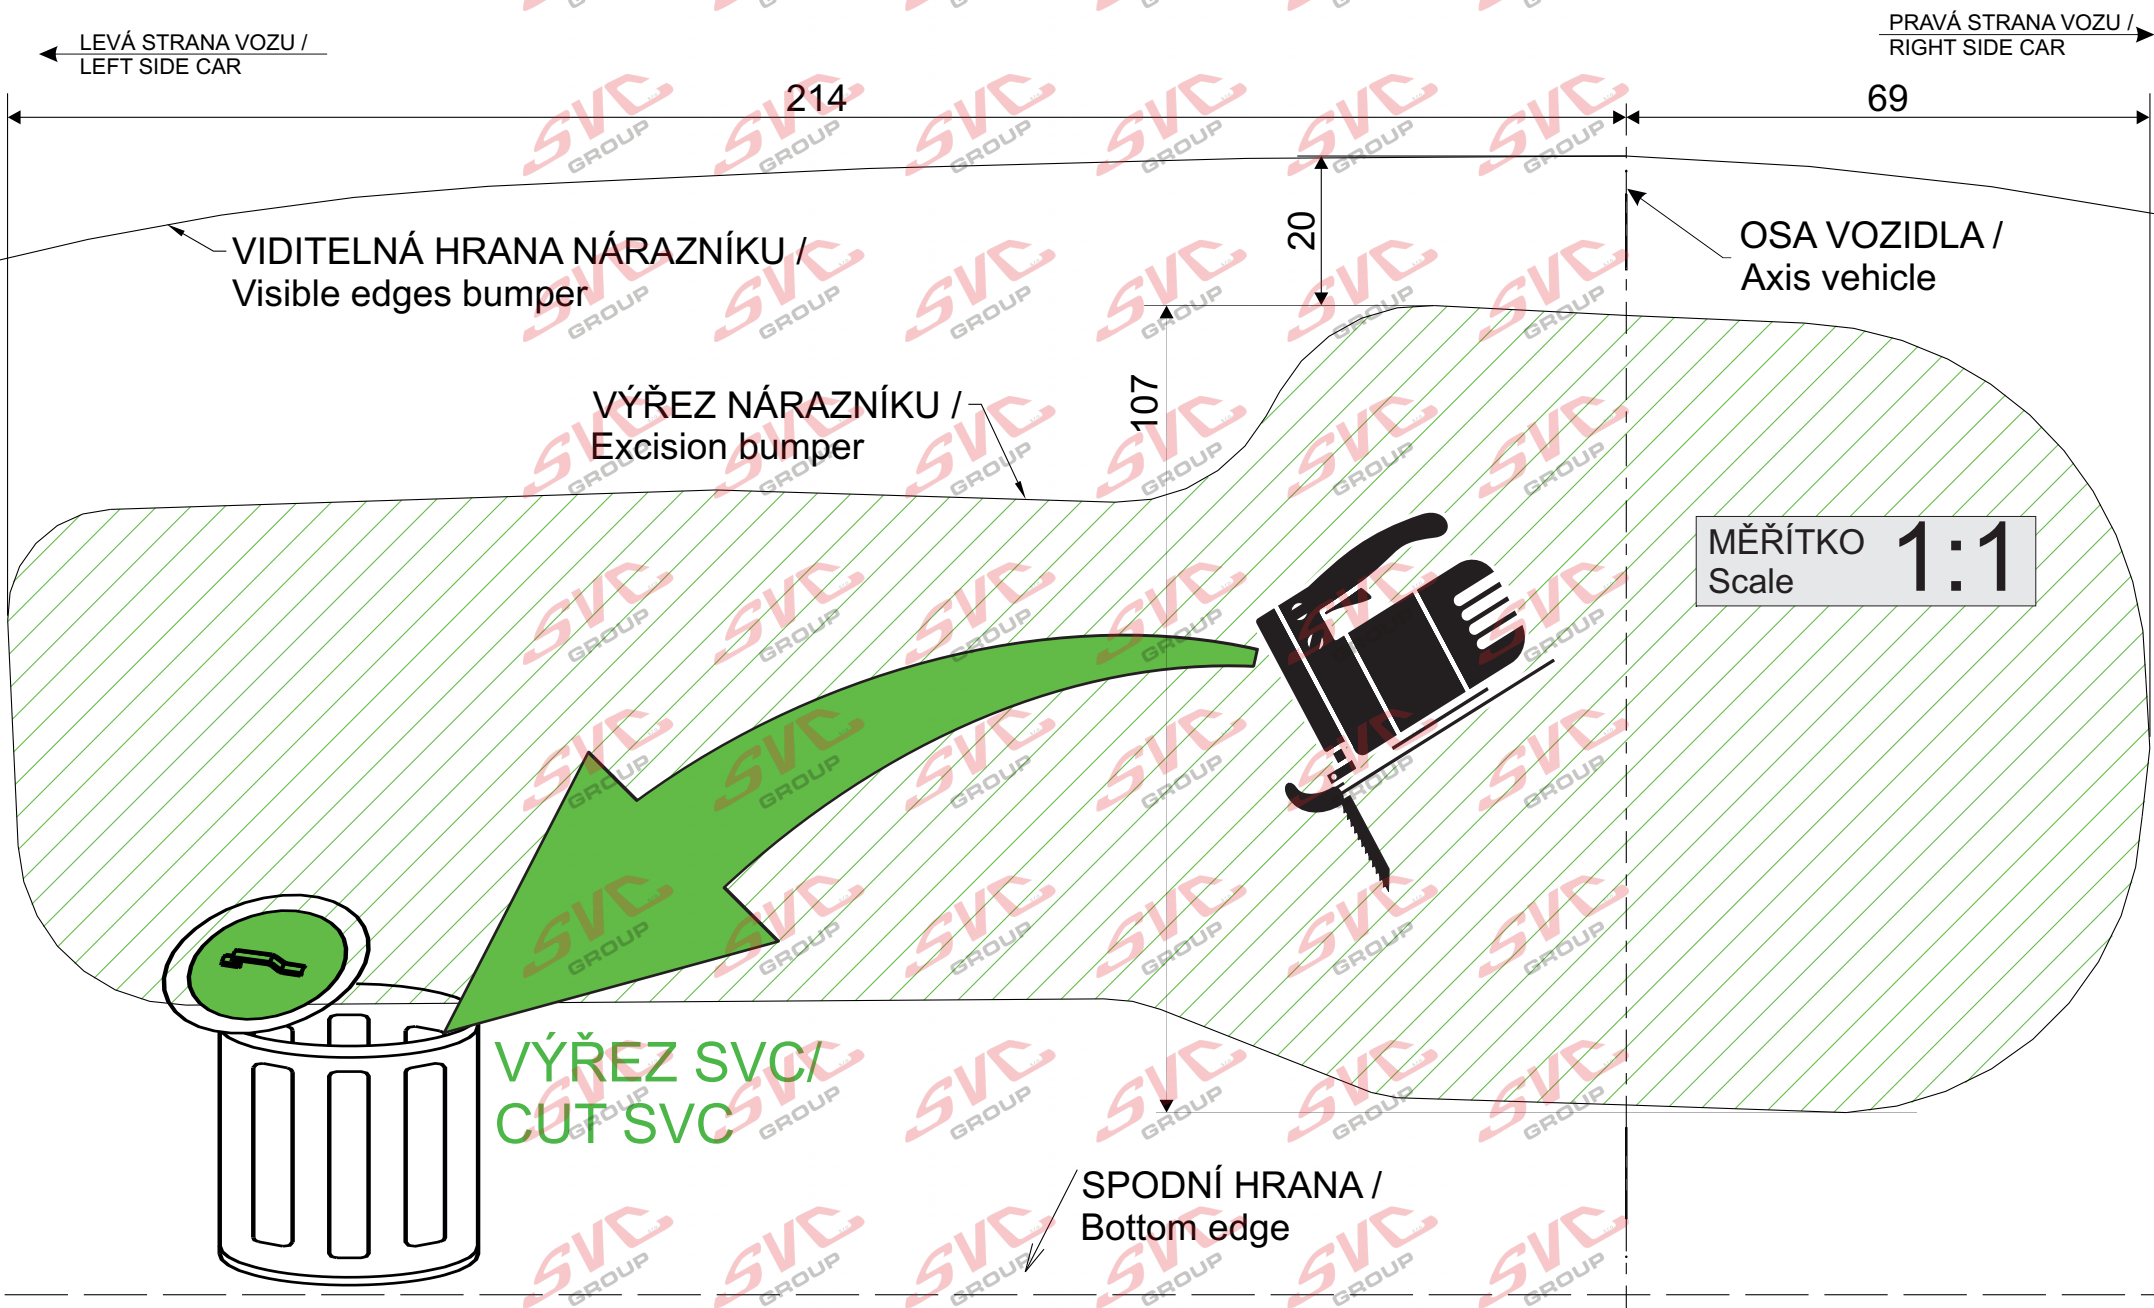 LEVÁ STRANA VOZU /
LEFT SIDE CAR
PRAVÁ STRANA VOZU /
RIGHT SIDE CAR
214
69
20
VIDITELNÁ HRANA NÁRAZNÍKU /
Visible edges bumper
OSA VOZIDLA /
Axis vehicle
107
VÝŘEZ NÁRAZNÍKU /
Excision bumper
MĚŘÍTKO 1:1
Scale
VÝŘEZ SVC/
CUT SVC
SPODNÍ HRANA /
Bottom edge
SVC
GROUP